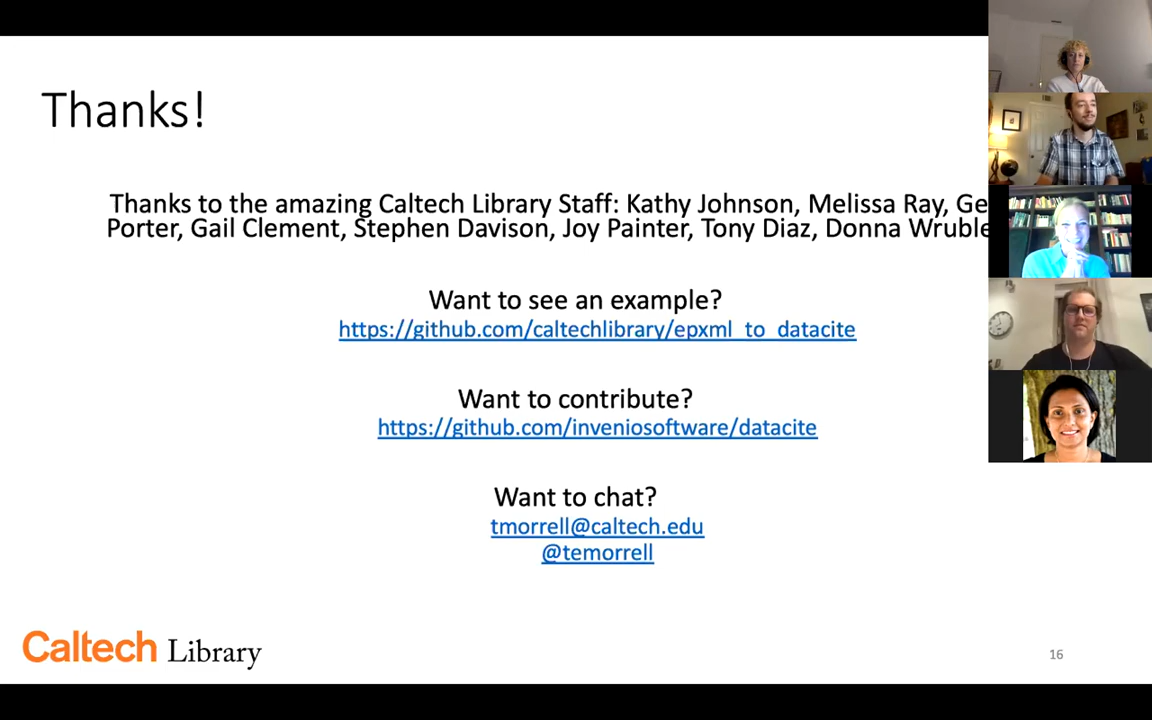 Thanks!
Thanks to the amazing Caltech Library Staff: Kathy Johnson, Melissa Ray,
Porter, Gail Clement, Stephen Davison, Joy Painter, Tony Diaz, Donna
Want to see an example?
https://github.com/caltechlibrary/epxml_to_datacite
Want to contribute?
https://github.com/inveniosoftware/datacite
Want to chat?
tmorrell@caltech.edu
@temorrell
Caltech Library
16